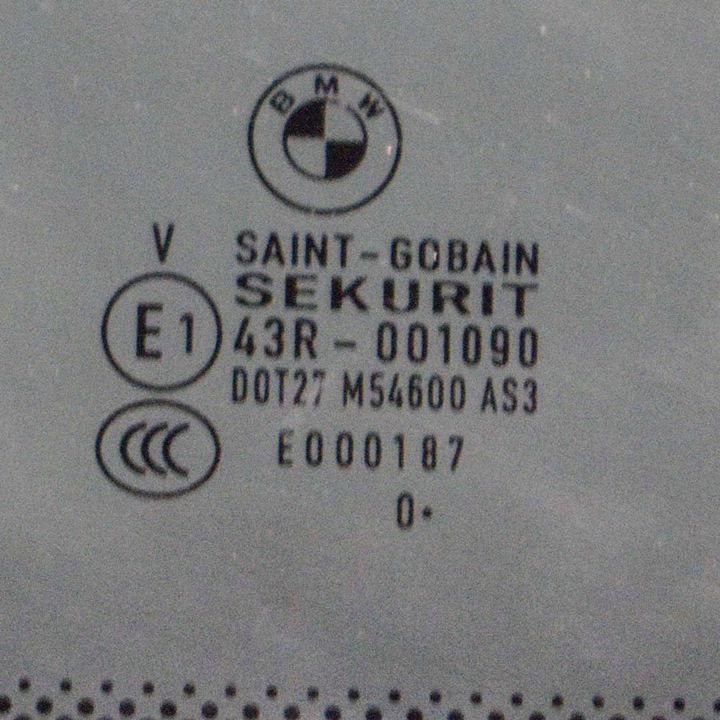 BMW
V
SAINT-GOBAIN
SEKURIT
E1
43R - 001090
DOT27 M54600 AS3
CCC
E000187
0•